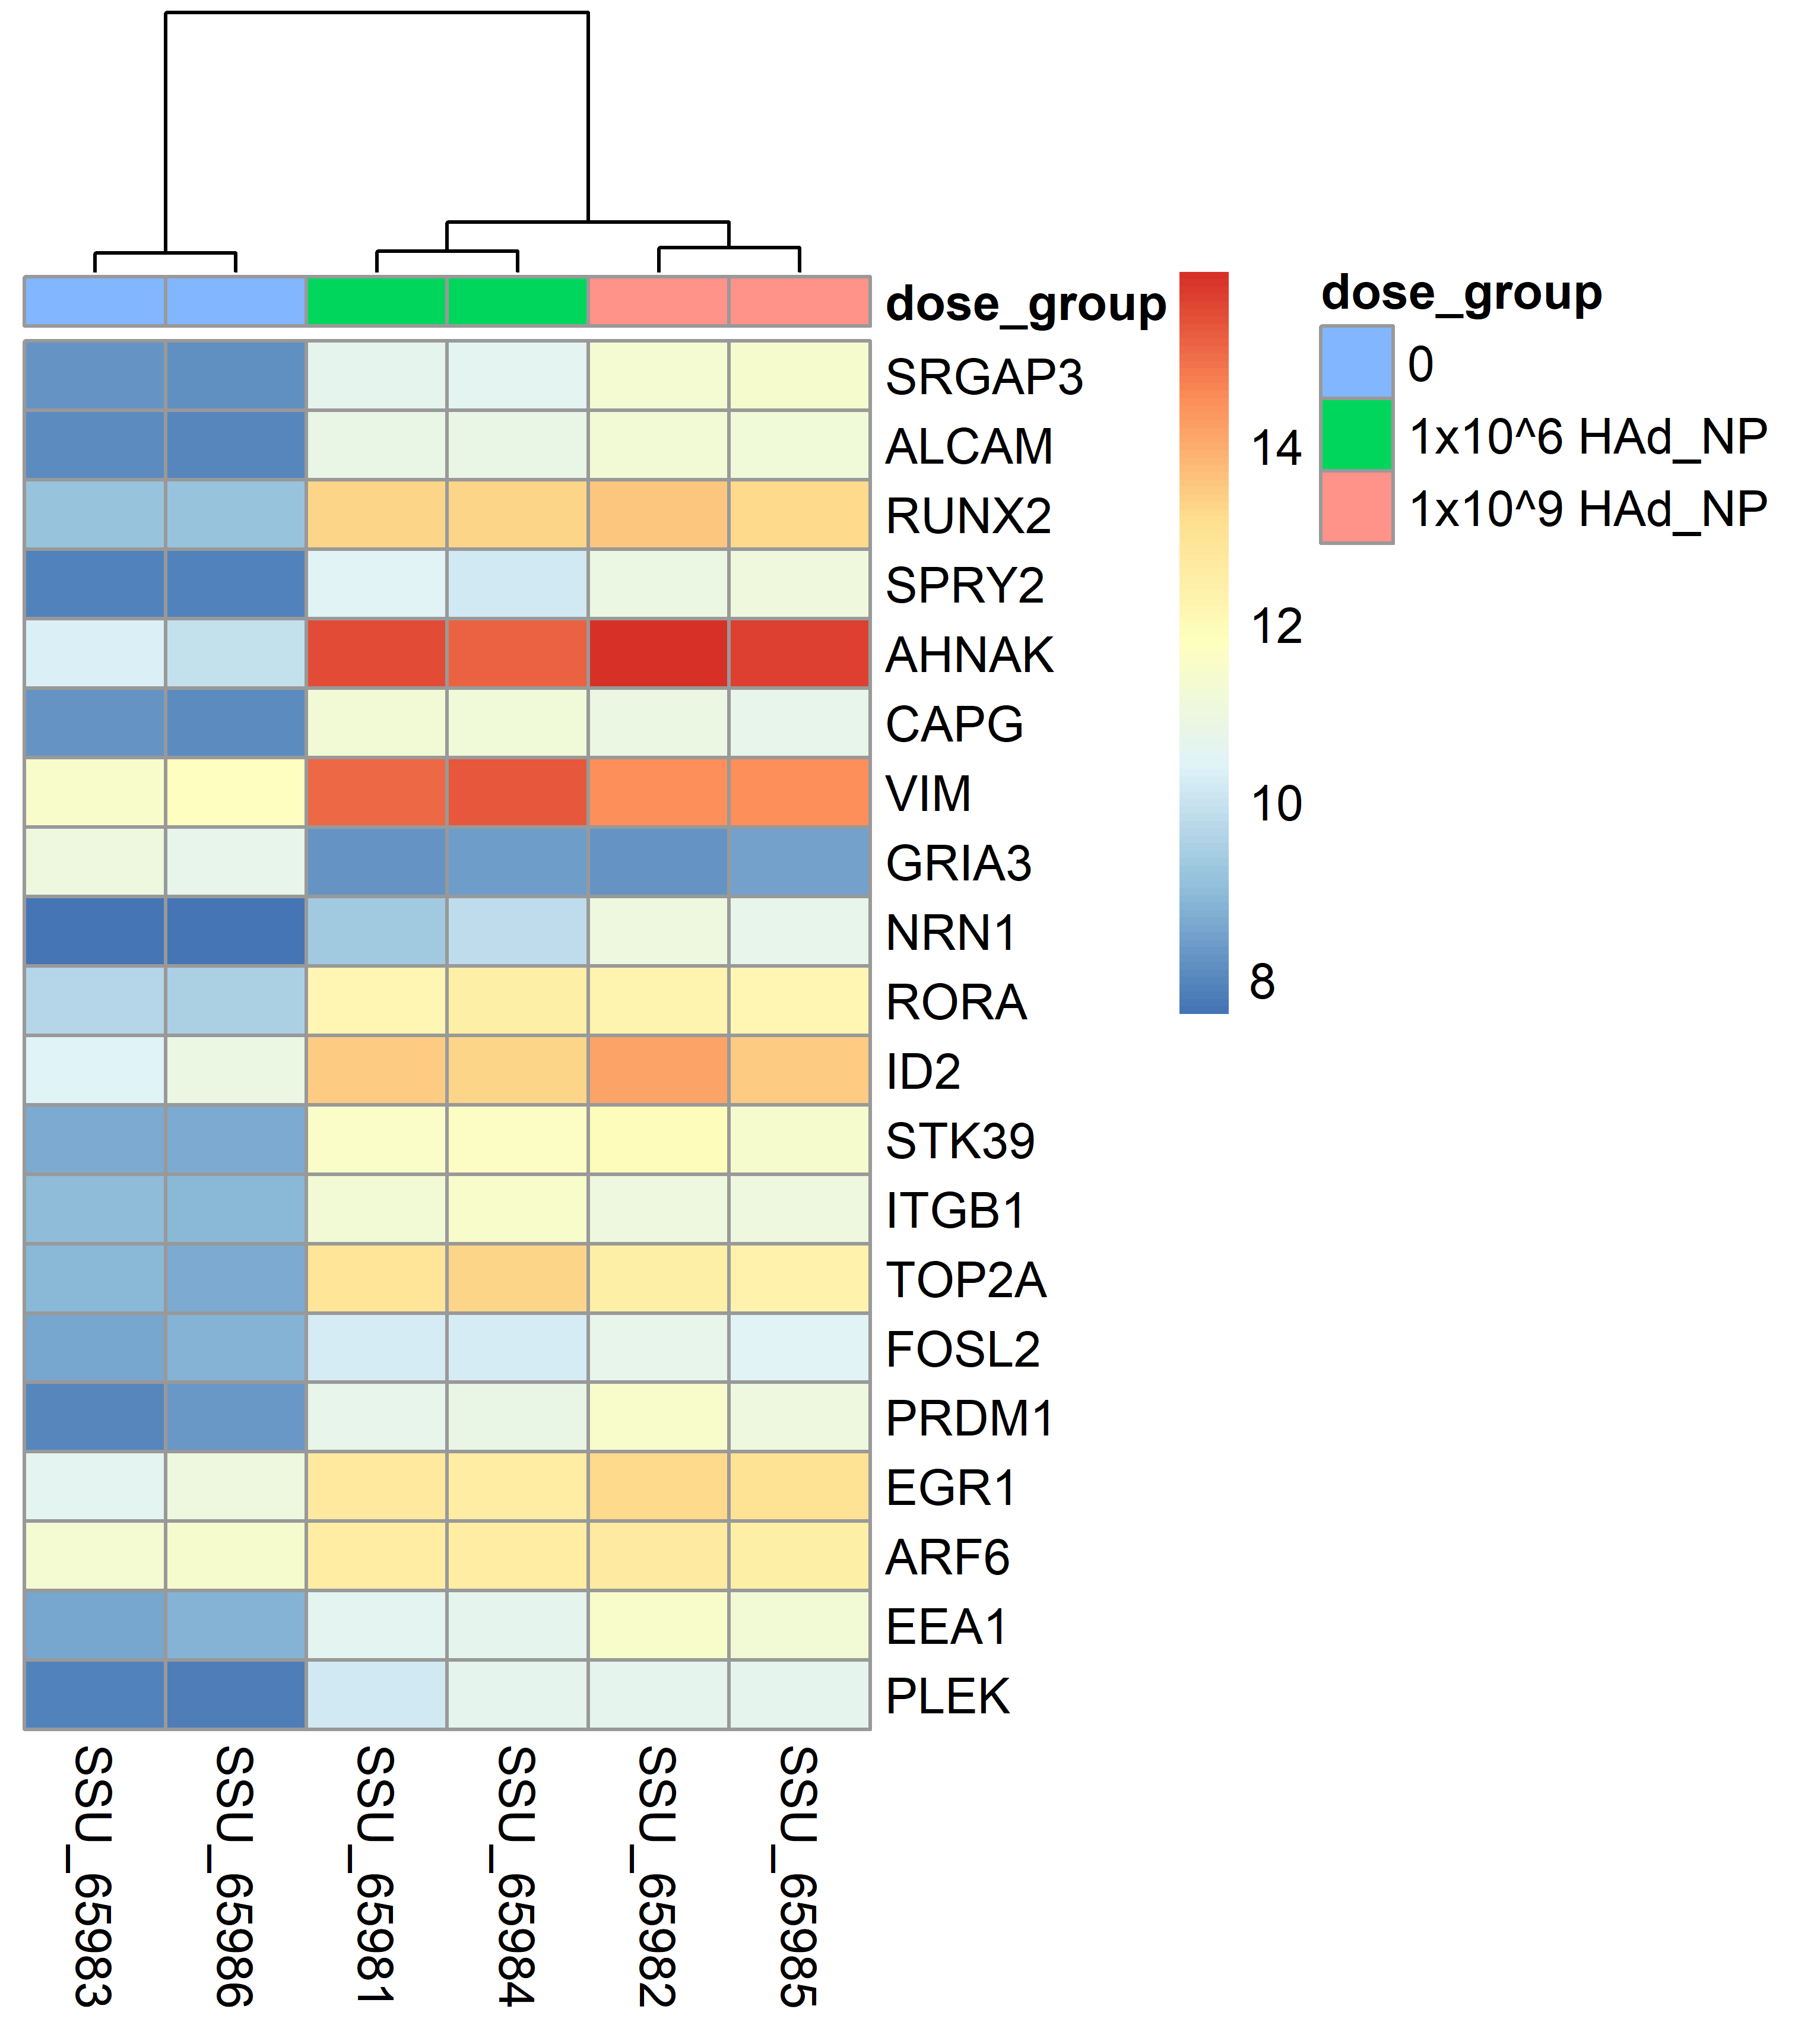 dose_group
SRGAP3
ALCAM
RUNX2
SPRY2
AHNAK
CAPG
VIM
GRIA3
NRN1
RORA
ID2
STK39
ITGB1
TOP2A
FOSL2
PRDM1
EGR1
ARF6
EEA1
PLEK
SSU_65983
SSU_65986
SSU_65981
SSU_65984
SSU_65982
SSU_65985
14
12
10
8
dose_group
0
1x10^6 HAd_NP
1x10^9 HAd_NP